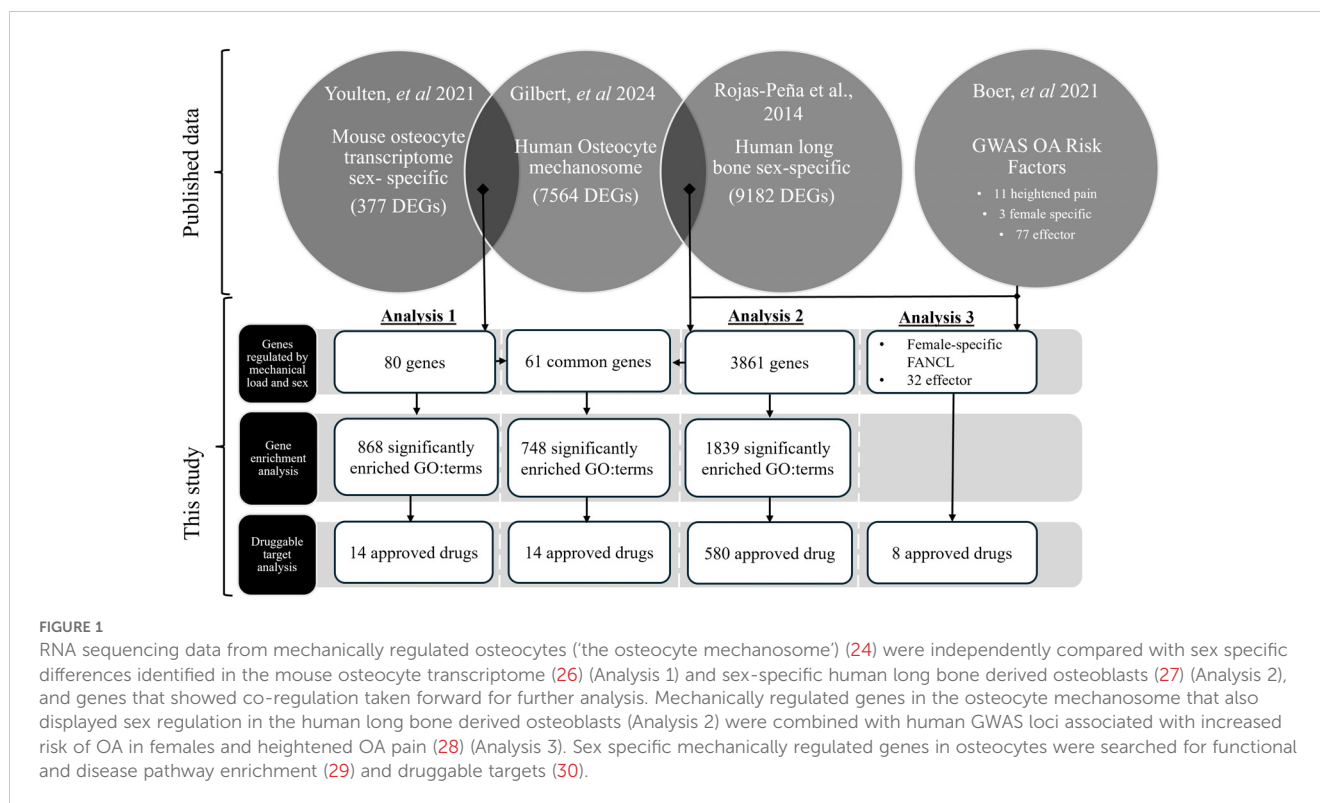 Published data
Youlten, et al 2021
Mouse osteocyte
transcriptome
sex- specific
(377 DEGs)
Gilbert, et al 2024
Human Osteocyte
mechanosome
(7564 DEGs)
Rojas-Peña et al.,
2014
Human long
bone sex-specific
(9182 DEGs)
Boer, et al 2021
GWAS OA Risk
Factors
• 11 heightened pain
• 3 female specific
• 77 effector
This study
Analysis 1
Analysis 2
Analysis 3
Genes
regulated by
mechanical
load and sex
80 genes
61 common genes
3861 genes
• Female-specific
FANCL
• 32 effector
Gene
enrichment
analysis
868 significantly
enriched GO:terms
748 significantly
enriched GO:terms
1839 significantly
enriched GO:terms
Druggable
target
analysis
14 approved drugs
14 approved drugs
580 approved drug
8 approved drugs
FIGURE 1
RNA sequencing data from mechanically regulated osteocytes (‘the osteocyte mechanosome’) (24) were independently compared with sex specific
differences identified in the mouse osteocyte transcriptome (26) (Analysis 1) and sex-specific human long bone derived osteoblasts (27) (Analysis 2),
and genes that showed co-regulation taken forward for further analysis. Mechanically regulated genes in the osteocyte mechanosome that also
displayed sex regulation in the human long bone derived osteoblasts (Analysis 2) were combined with human GWAS loci associated with increased
risk of OA in females and heightened OA pain (28) (Analysis 3). Sex specific mechanically regulated genes in osteocytes were searched for functional
and disease pathway enrichment (29) and druggable targets (30).